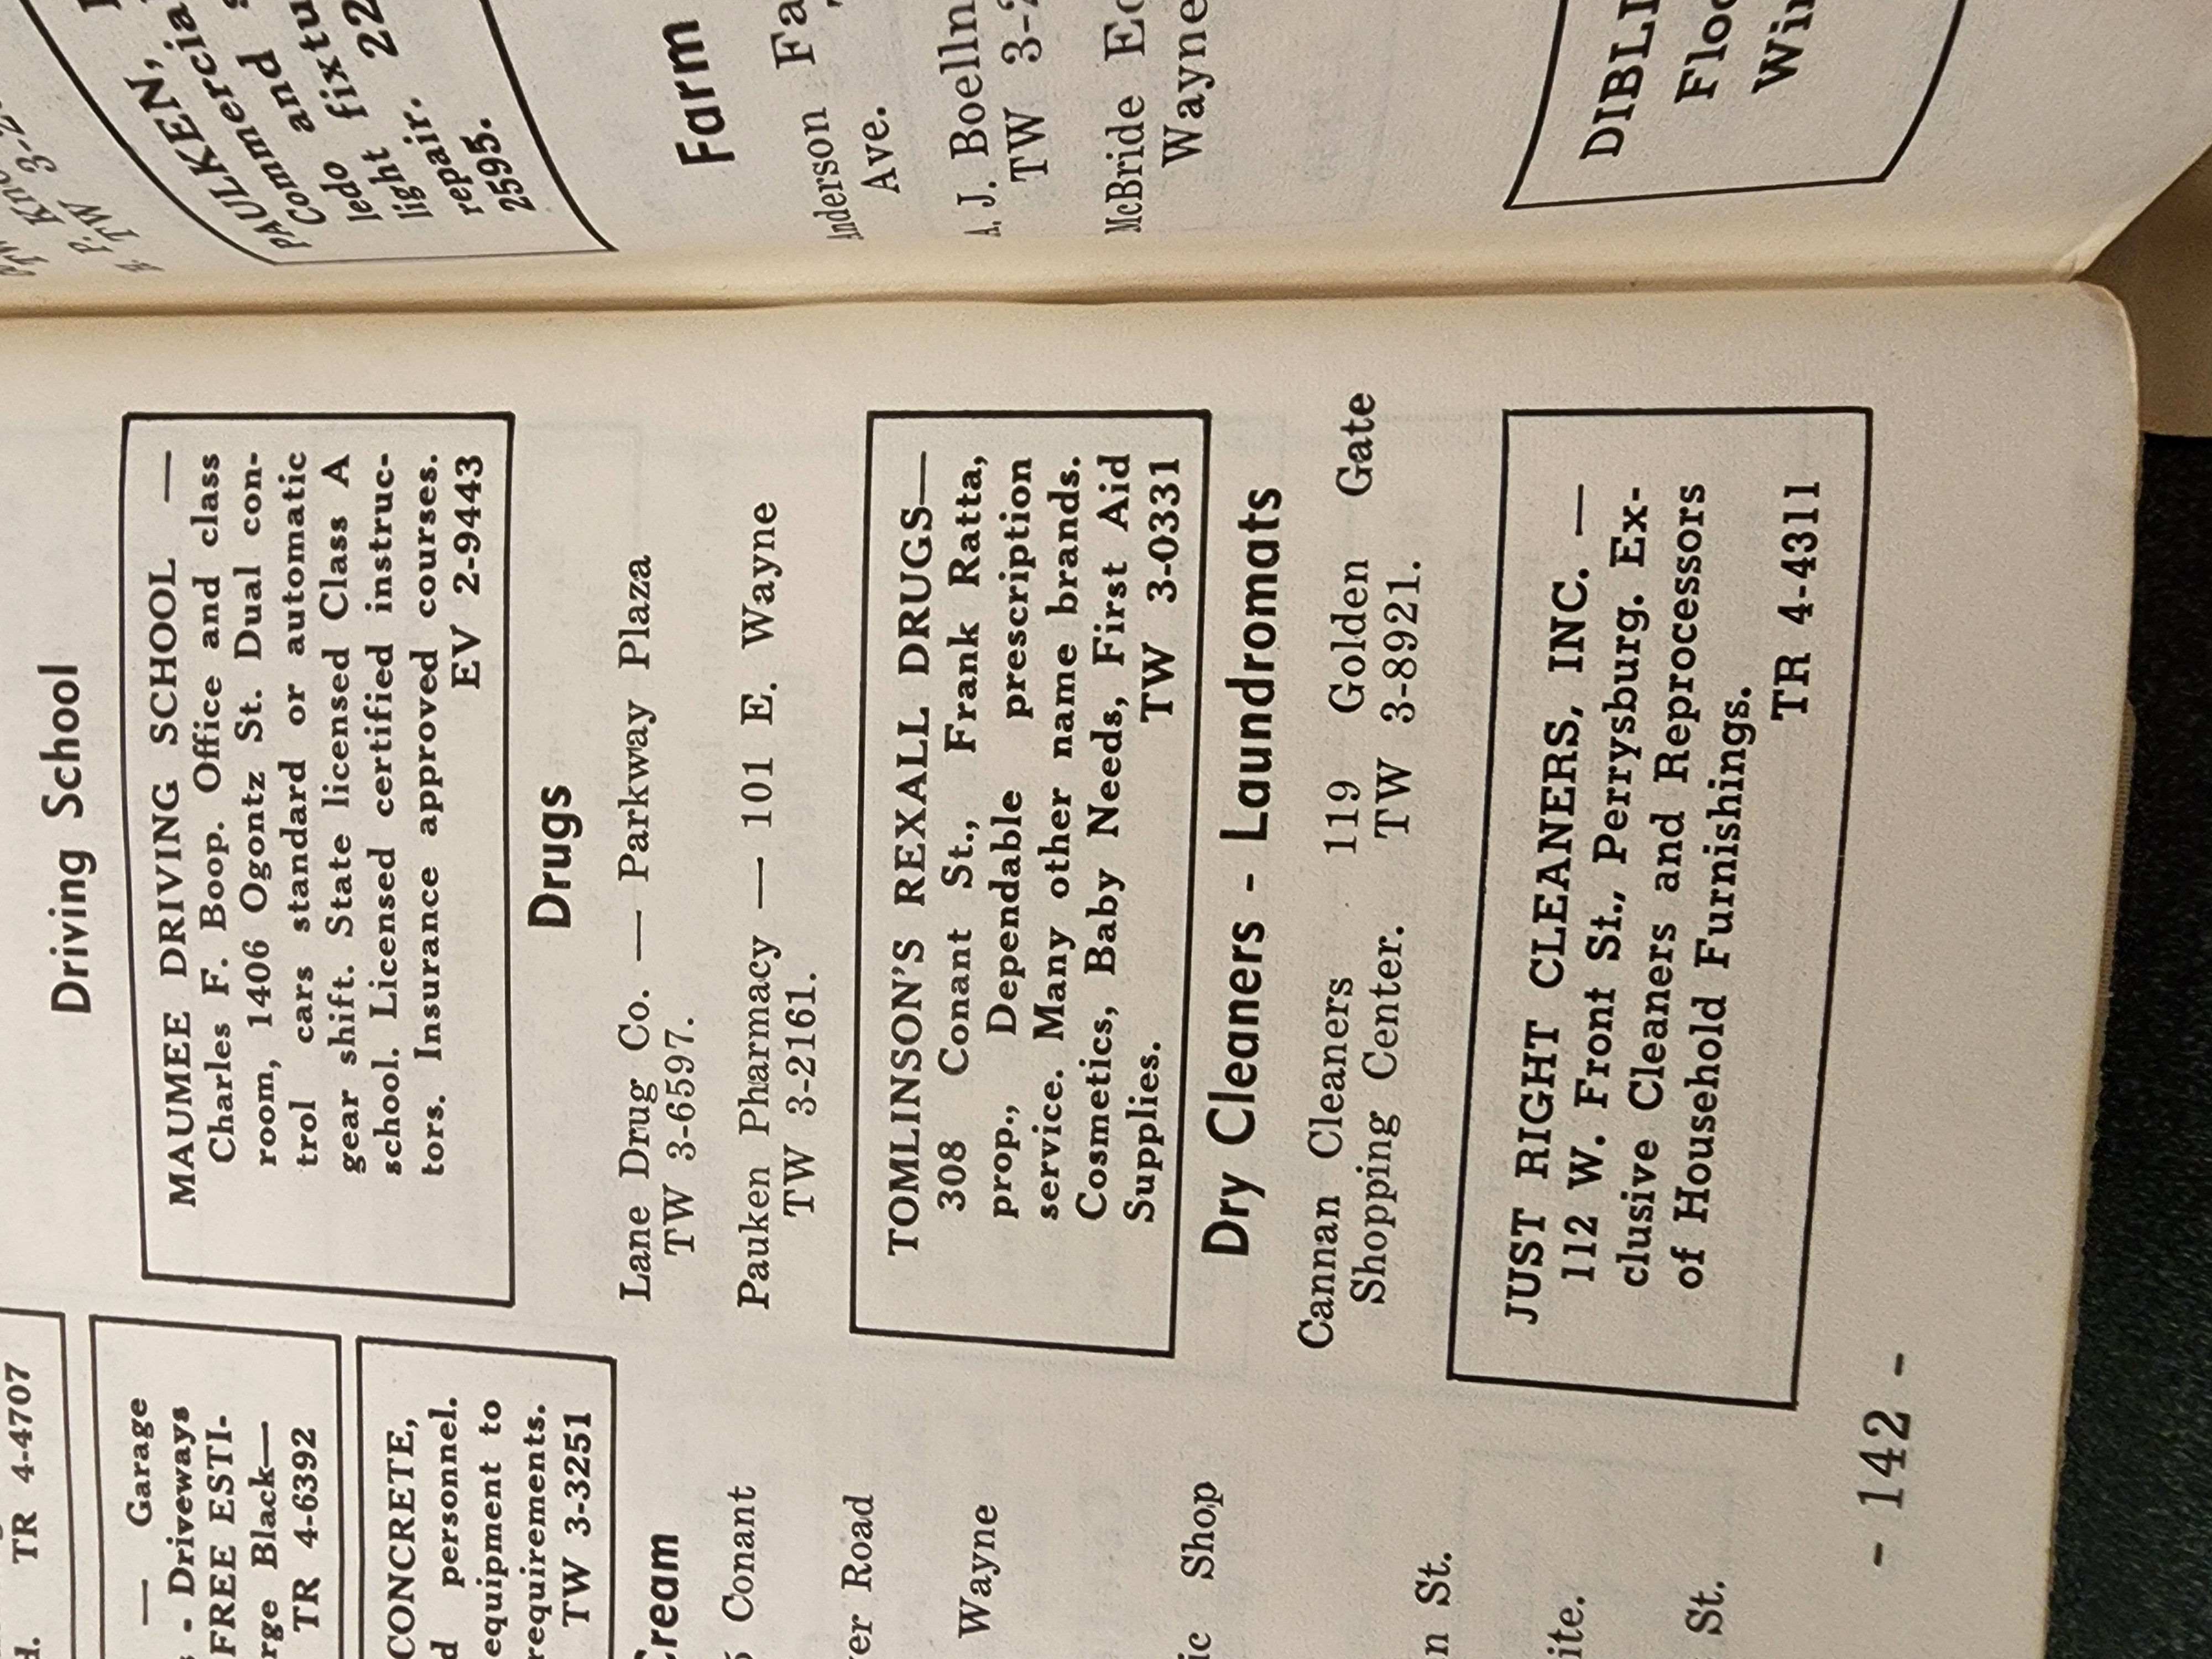 TR 4-4707
— Garage
- Driveways
FREE ESTI-
Black—
TR 4-6392
CONCRETE,
personnel.
equipment to
requirements.
TW 3-3251
Conant
Road
Wayne
Shop
St.
St.
Driving School
MAUMEE DRIVING SCHOOL —
Charles F. Boop. Office and class
room, 1406 Ogontz St. Dual con-
trol cars standard or automatic
gear shift. State licensed Class A
school. Licensed certified instruc-
tors. Insurance approved courses.
EV 2-9443
Drugs
Lane Drug Co. — Parkway Plaza
TW 3-6597.
Pauken Pharmacy — 101 E. Wayne
TW 3-2161.
TOMLINSON'S REXALL DRUGS—
308 Conant St., Frank Ratta,
prop., Dependable prescription
service. Many other name brands.
Cosmetics, Baby Needs, First Aid
Supplies. TW 3-0331
Dry Cleaners - Laundromats
Cannan Cleaners 119 Golden Gate
Shopping Center. TW 3-8921.
JUST RIGHT CLEANERS, INC. —
112 W. Front St., Perrysburg. Ex-
clusive Cleaners and Reprocessors
of Household Furnishings.
TR 4-4311
- 142 -
PAULKEN,
and
light
light. 22
repair.
2595.
Farm
Anderson
Ave.
A. J.
TW
McBride
Wayne